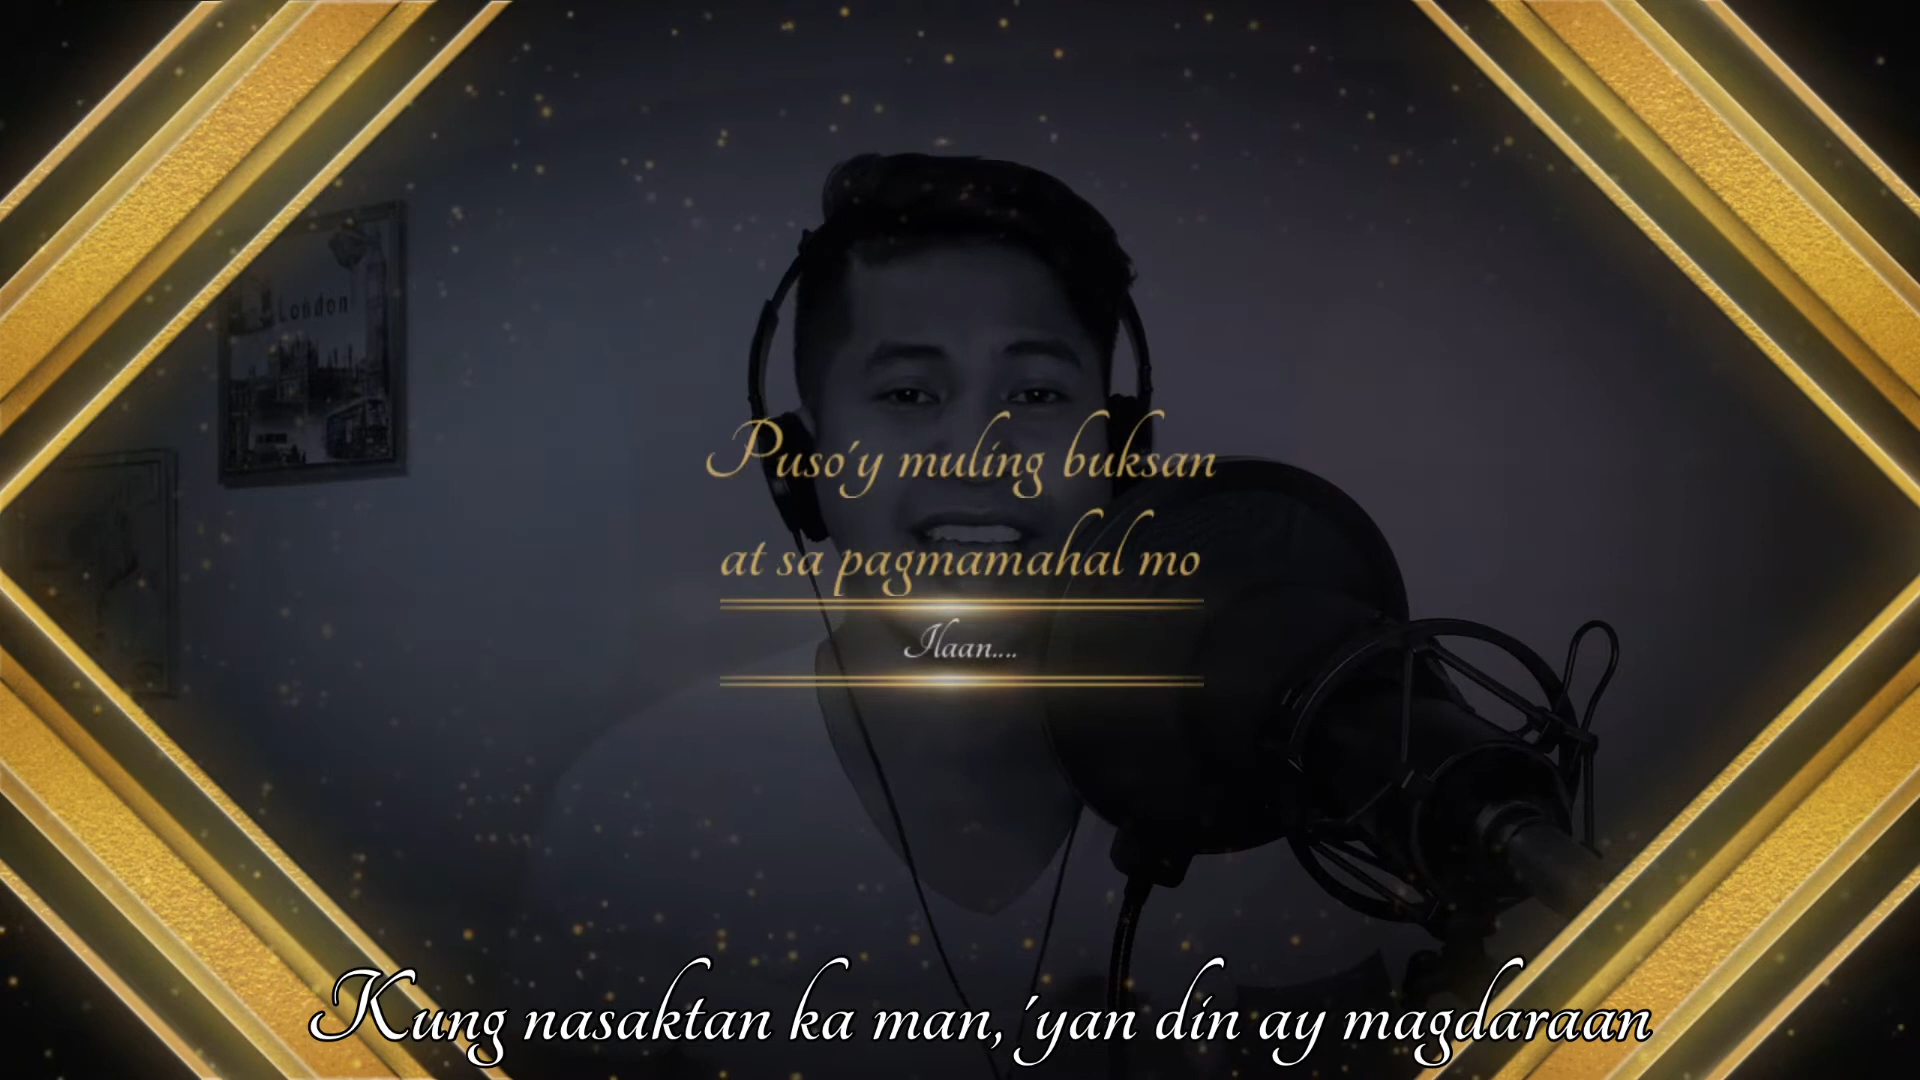 London
Puso'y muling buksan
at sa pagmamahal mo
Ilaan....
Kung nasaktan ka man, 'yan din ay magdaraan